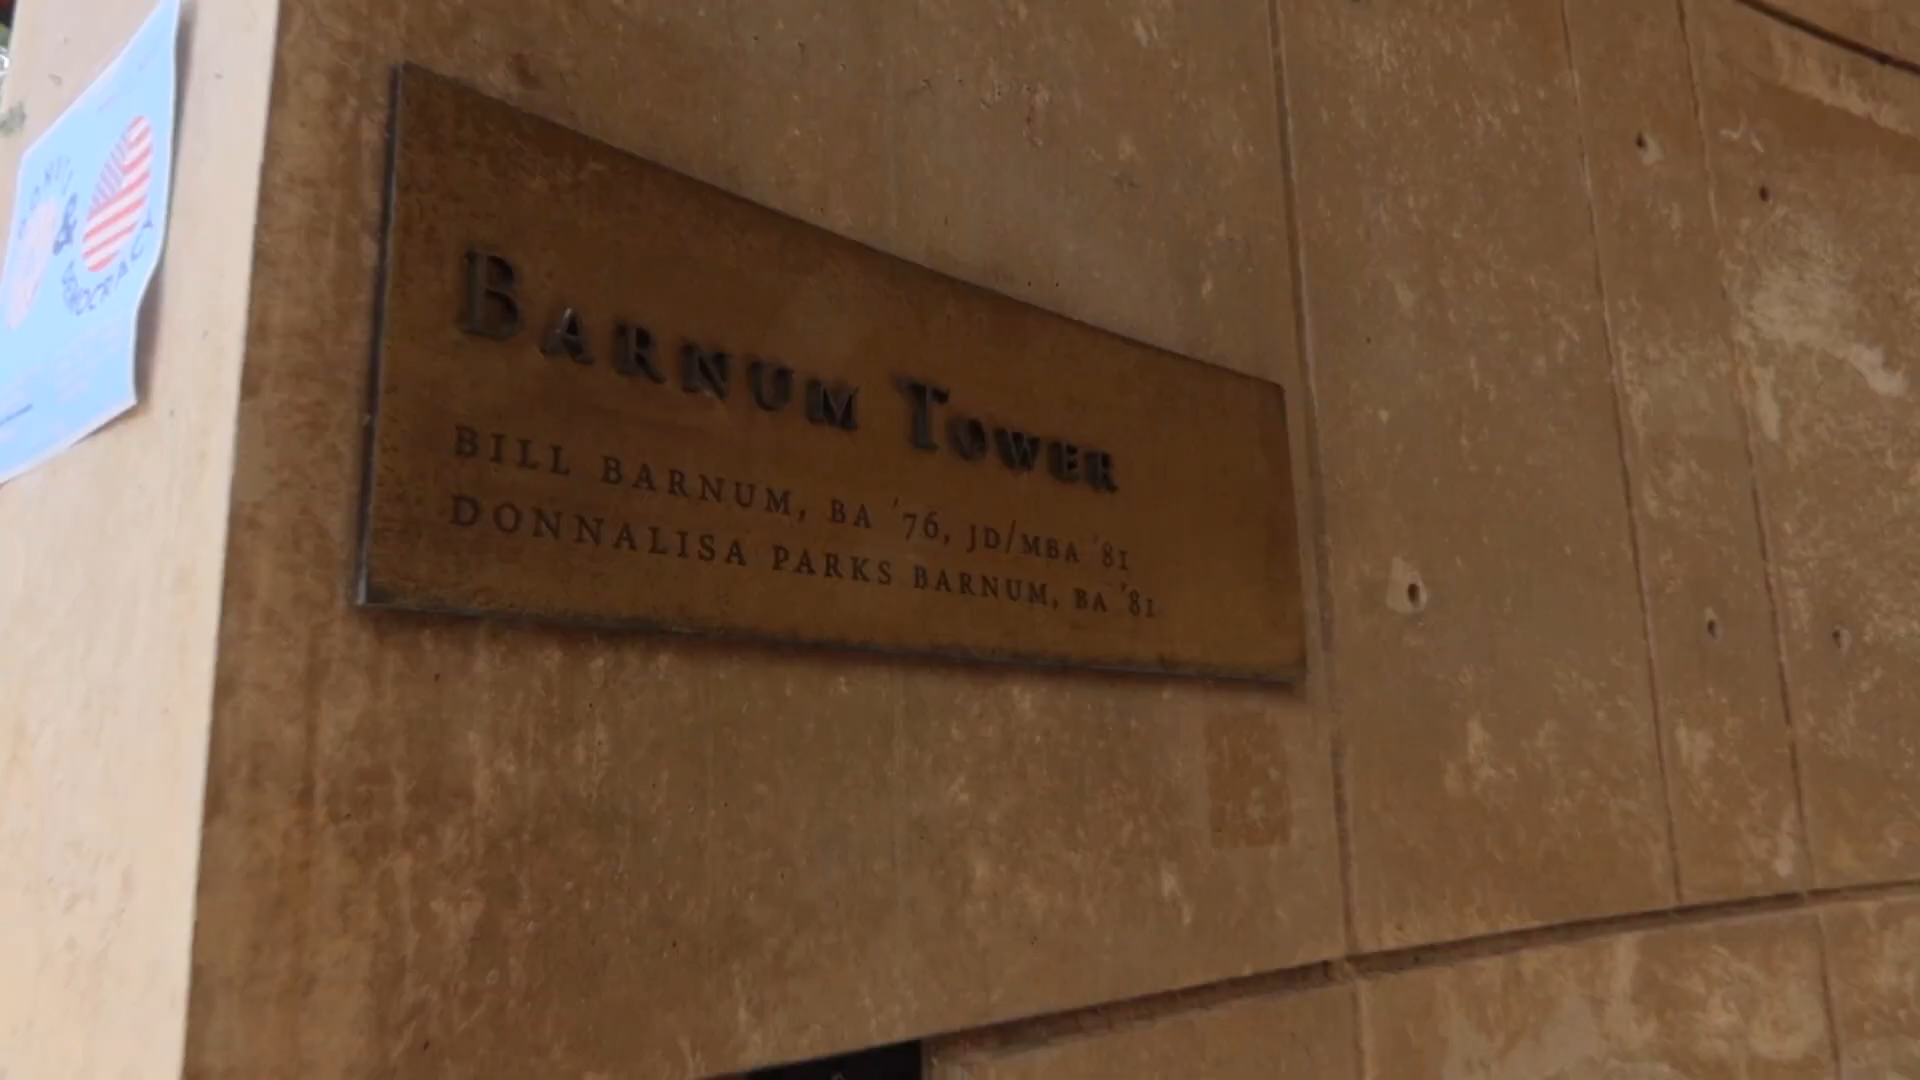 BARNUM TOWER
BILL BARNUM, BA '76, JD/MBA '81
DONNALISA PARKS BARNUM, BA '81
&